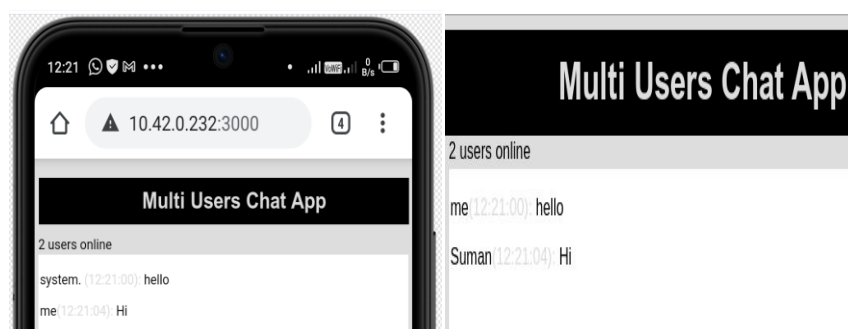 12:21
VoWiFi 0 B/s
10.42.0.232:3000 4
Multi Users Chat App
2 users online
system. (12:21:00): hello
me(12:21:04): Hi
Multi Users Chat App
2 users online
me(12:21:00): hello
Suman(12:21:04): Hi